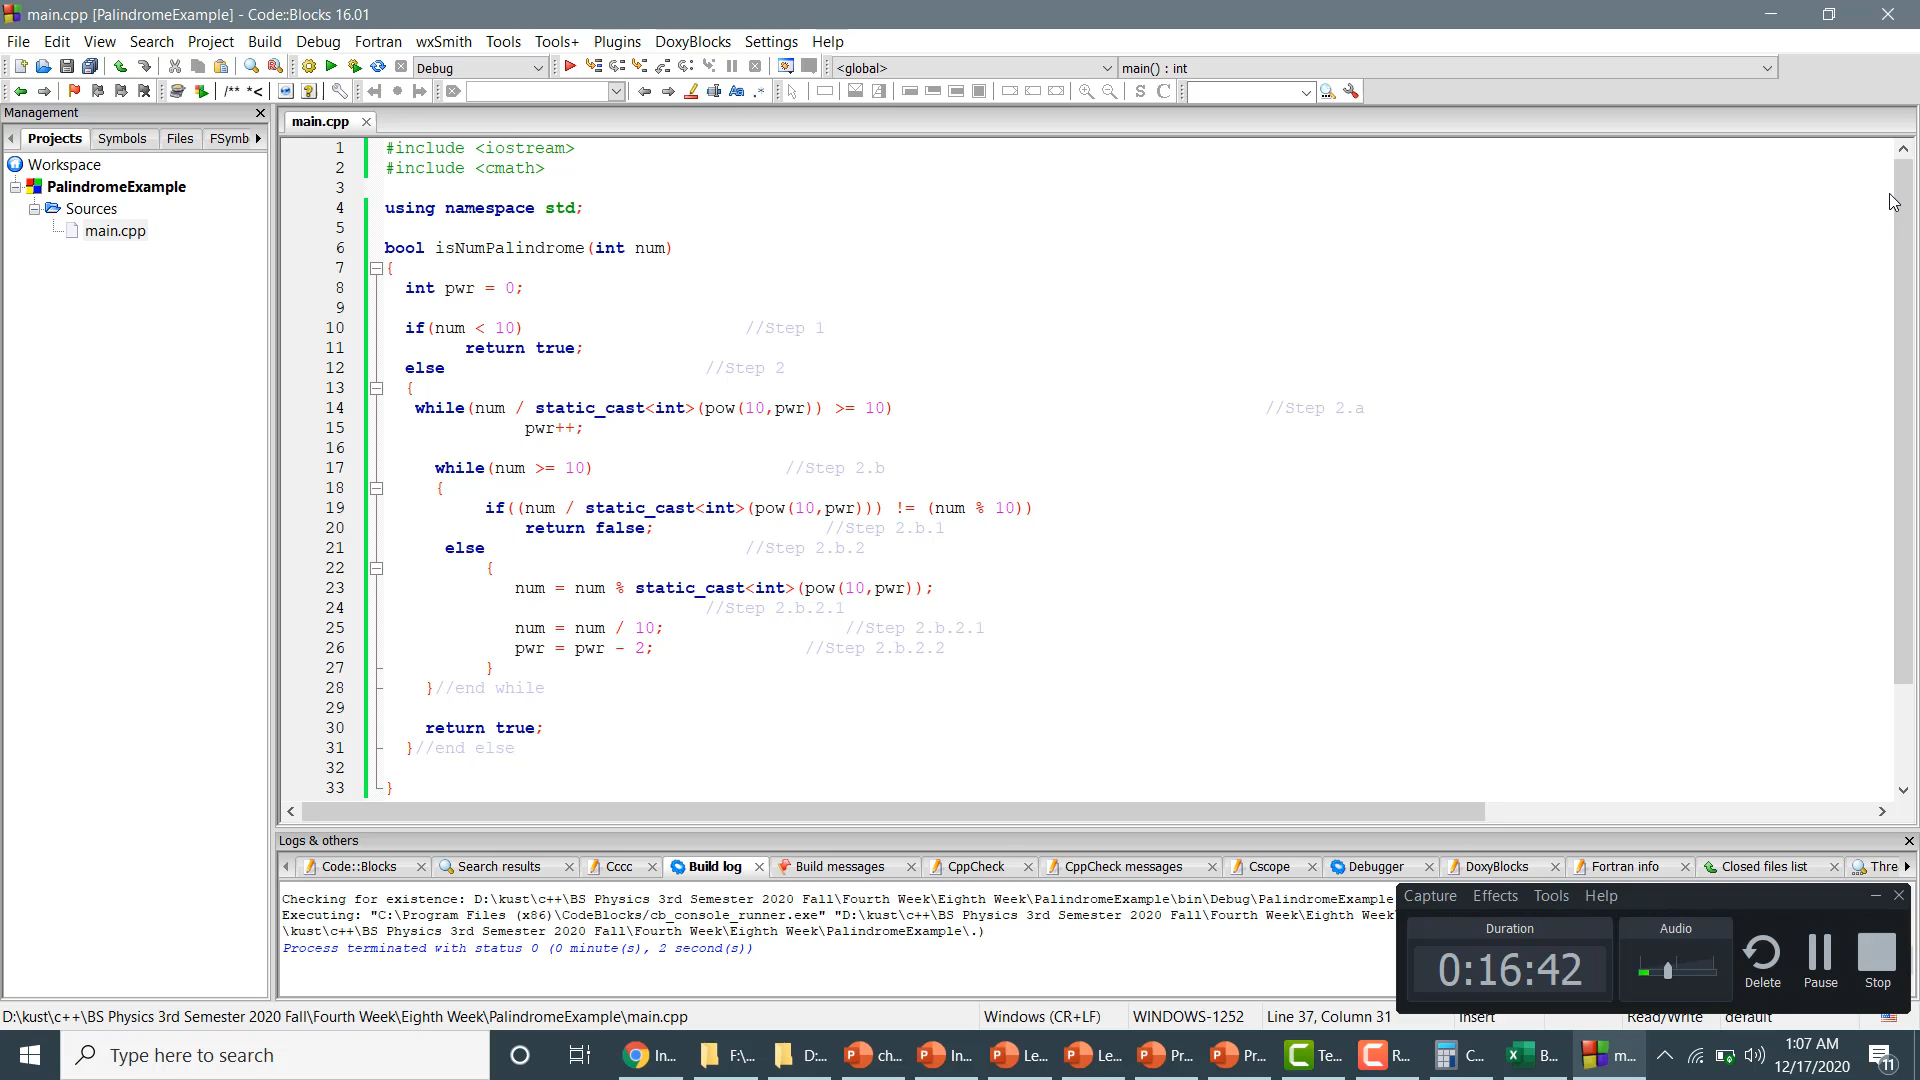 main.cpp [PalindromeExample] - Code::Blocks 16.01
File Edit View Search Project Build Debug Fortran wxSmith Tools Tools+ Plugins DoxyBlocks Settings Help
Debug <global> main() : int
/** *< Aa .* S C
Management
Projects Symbols Files FSymb
Workspace
PalindromeExample
Sources
main.cpp
main.cpp
1 #include <iostream>
2 #include <cmath>
3
4 using namespace std;
5
6 bool isNumPalindrome(int num)
7 {
8 int pwr = 0;
9
10 if(num < 10) //Step 1
11 return true;
12 else //Step 2
13 {
14 while(num / static_cast<int>(pow(10,pwr)) >= 10) //Step 2.a
15 pwr++;
16
17 while(num >= 10) //Step 2.b
18 {
19 if((num / static_cast<int>(pow(10,pwr))) != (num % 10))
20 return false; //Step 2.b.1
21 else //Step 2.b.2
22 {
23 num = num % static_cast<int>(pow(10,pwr));
24 //Step 2.b.2.1
25 num = num / 10; //Step 2.b.2.1
26 pwr = pwr - 2; //Step 2.b.2.2
27 }
28 }//end while
29
30 return true;
31 }//end else
32
33 }
Logs & others
Code::Blocks Search results Cccc Build log Build messages CppCheck CppCheck messages Cscope Debugger DoxyBlocks Fortran info Closed files list Thre
Checking for existence: D:\kust\c++\BS Physics 3rd Semester 2020 Fall\Fourth Week\Eighth Week\PalindromeExample\bin\Debug\PalindromeExample
Executing: "C:\Program Files (x86)\CodeBlocks/cb_console_runner.exe" "D:\kust\c++\BS Physics 3rd Semester 2020 Fall\Fourth Week\Eighth Week
\kust\c++\BS Physics 3rd Semester 2020 Fall\Fourth Week\Eighth Week\PalindromeExample\.)
Process terminated with status 0 (0 minute(s), 2 second(s))
Capture Effects Tools Help
Duration Audio
0:16:42
Delete Pause Stop
D:\kust\c++\BS Physics 3rd Semester 2020 Fall\Fourth Week\Eighth Week\PalindromeExample\main.cpp Windows (CR+LF) WINDOWS-1252 Line 37, Column 31 Insert Read/Write default
Type here to search In... F:\... D:... ch... In... Le... Le... Pr... Pr... Te... R... C... B... m... 1:07 AM
12/17/2020
11